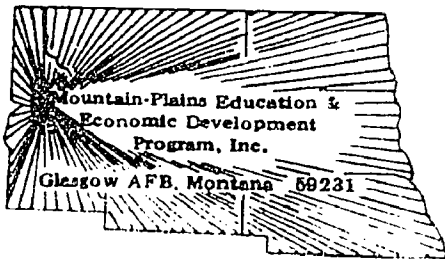 Mountain-Plains Education &
Economic Development
Program, Inc.
Glasgow AFB, Montana 59231